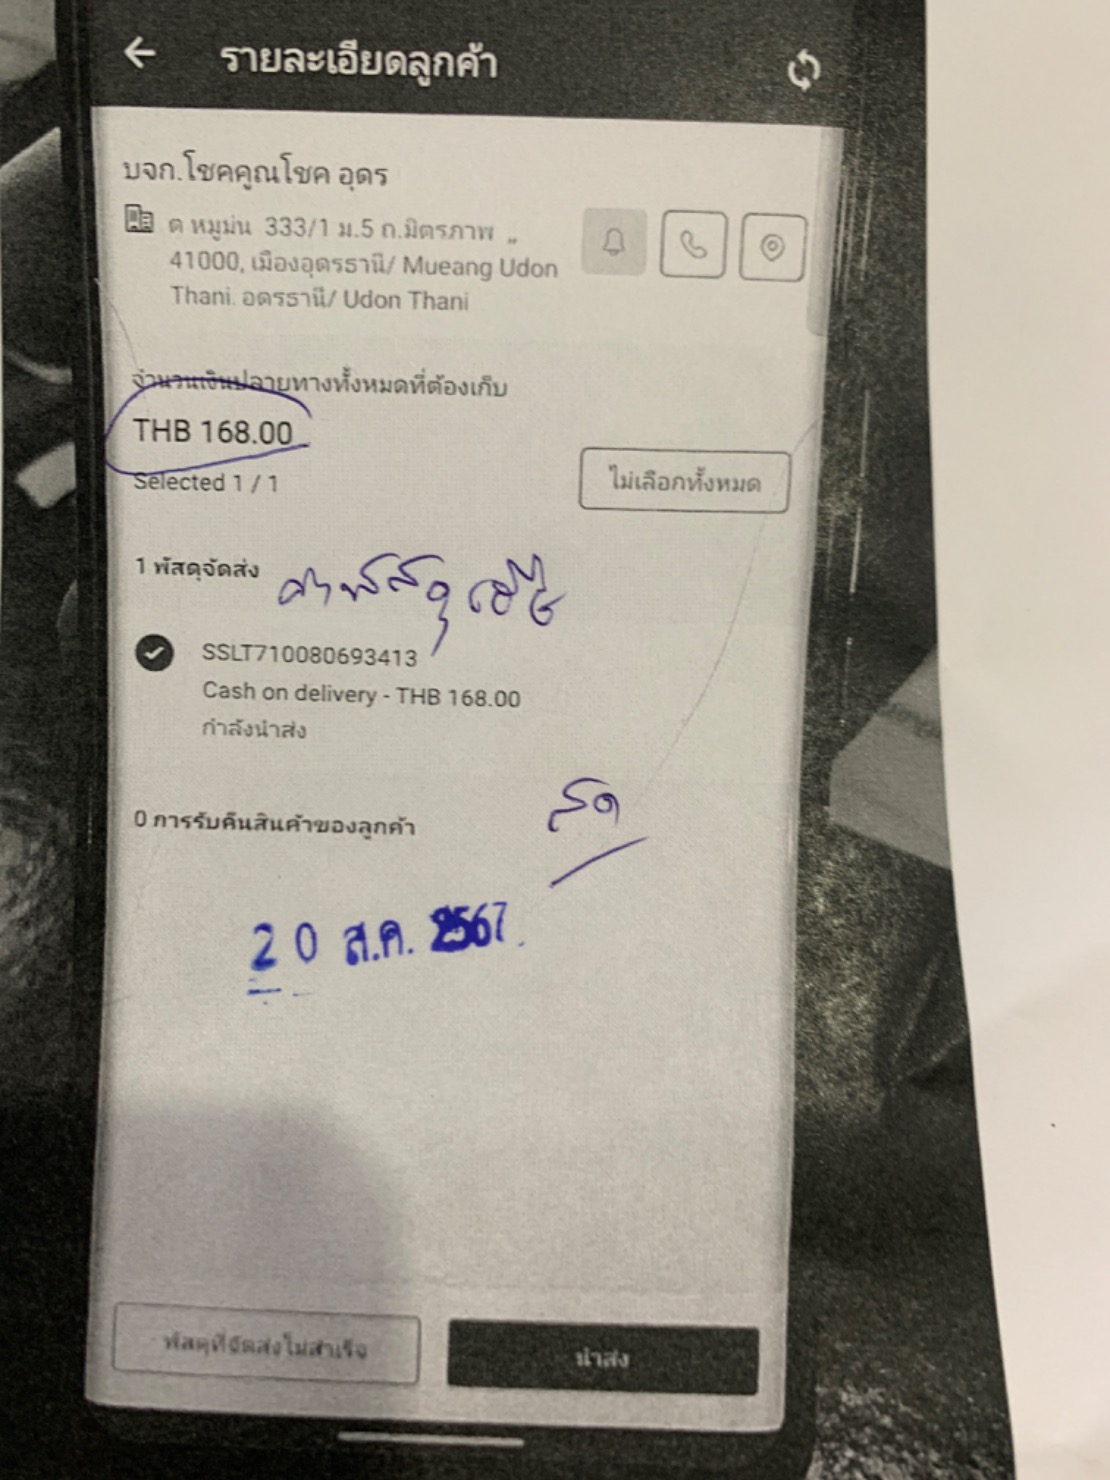 รายละเอียดลูกค้า
บจก.โชคคูณโชค อุดร
ต หมูม่น 333/1 ม.5 ถ.มิตรภาพ ,,
41000, เมืองอุดรธานี/ Mueang Udon
Thani. อุดรธานี/ Udon Thani
จำนวนเงินปลายทางทั้งหมดที่ต้องเก็บ
THB 168.00
Selected 1 / 1
ไม่เลือกทั้งหมด
1 พัสดุจัดส่ง
ค่าพัสดุ
SSLT710080693413
Cash on delivery - THB 168.00
กำลังนำส่ง
สด
0 การรับคืนสินค้าของลูกค้า
20 ส.ค. 2567
พัสดุที่จัดส่งไม่สำเร็จ
นำส่ง